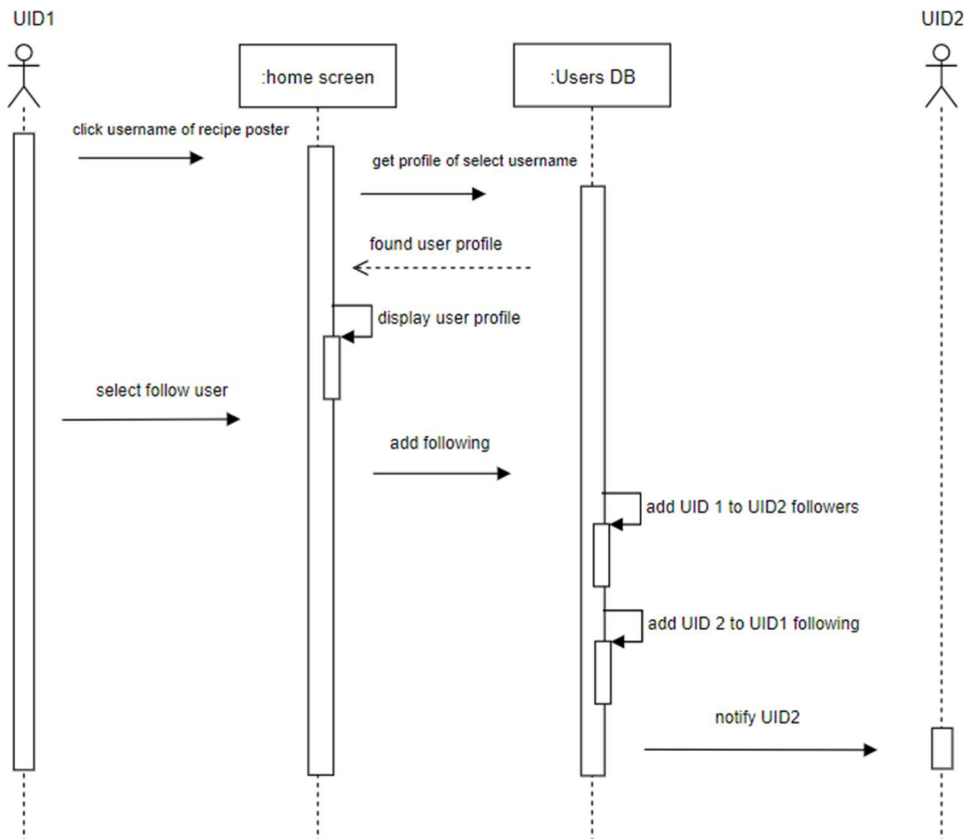 UID1
UID2
:home screen
:Users DB
click username of recipe poster
get profile of select username
found user profile
display user profile
select follow user
add following
add UID 1 to UID2 followers
add UID 2 to UID1 following
notify UID2